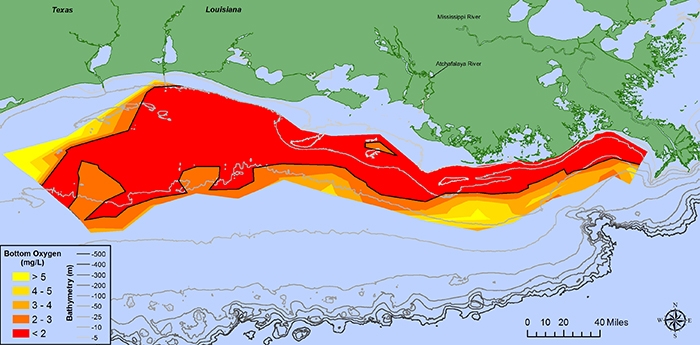 Texas
Louisiana
Mississippi River
Atchafalaya River
Bottom Oxygen
(mg/L)
> 5
4 - 5
3 - 4
2 - 3
< 2
Bathymetry (m)
-500
-400
-300
-200
-100
-50
-25
-10
-5
N
W
E
S
0 10 20 40 Miles